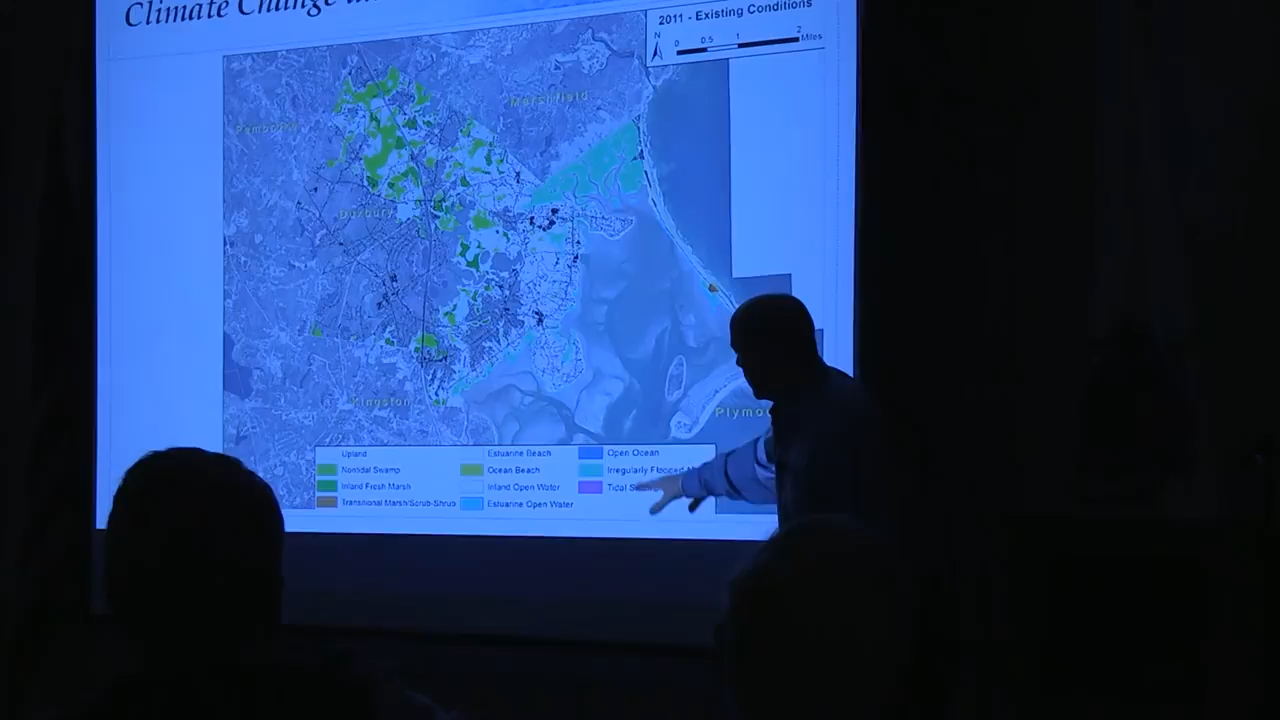 Climate Change
2011 - Existing Conditions
N
0 0.5 1 2
Miles
Marshfield
Duxbury
Kingston
Upland
Nontidal Swamp
Inland Fresh Marsh
Transitional Marsh/Scrub-Shrub
Estuarine Beach
Ocean Beach
Inland Open Water
Estuarine Open Water
Open Ocean
Irregularly Flooded
Tidal